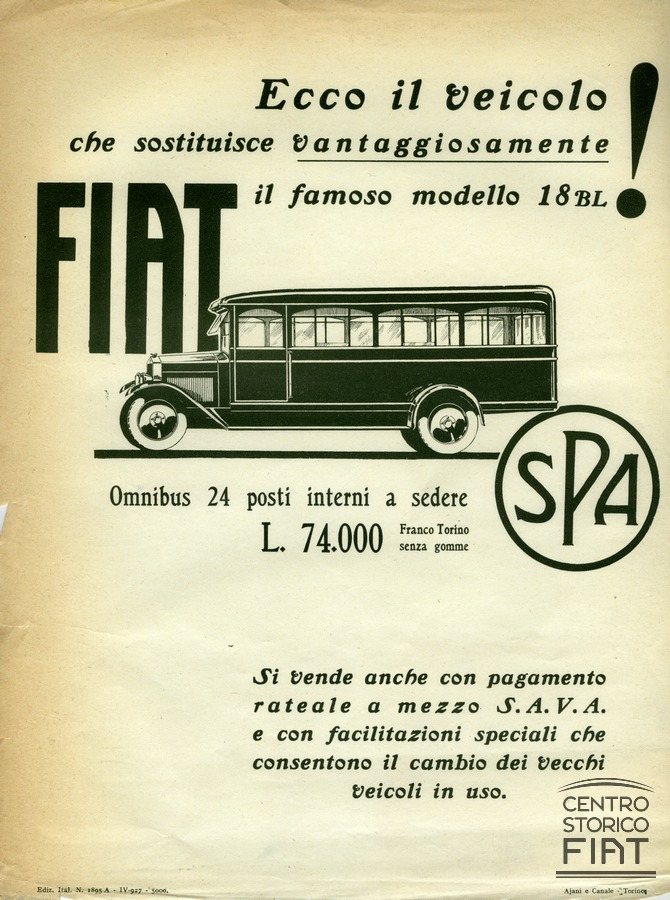 Ecco il veicolo
che sostituisce vantaggiosamente
il famoso modello 18 BL !
FIAT
SPA
Omnibus 24 posti interni a sedere
L. 74.000 Franco Torino
senza gomme
Si vende anche con pagamento
rateale a mezzo S.A.V.A.
e con facilitazioni speciali che
consentono il cambio dei vecchi
veicoli in uso.
CENTRO
STORICO
FIAT
Ediz. Ital. N. 1895 A - IV-927 - 5000.
Ajani e Canale - Torino